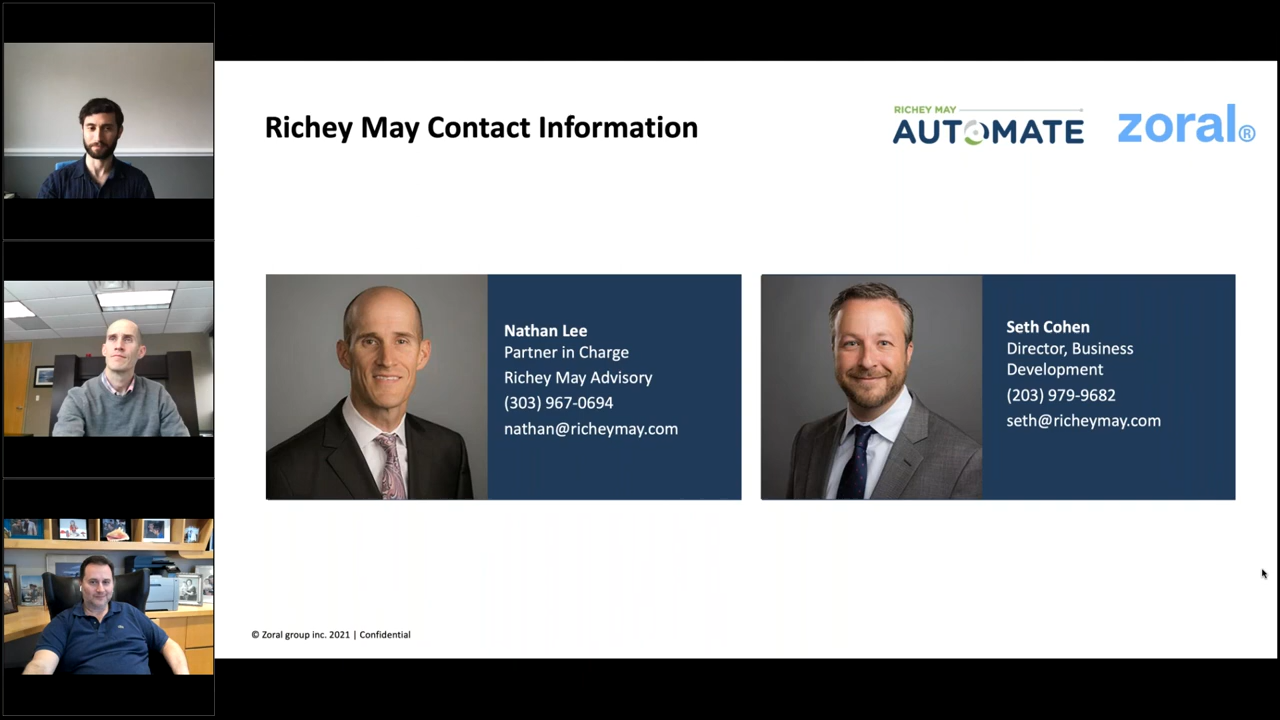 Richey May Contact Information
RICHEY MAY
AUTOMATE
zoral®
Nathan Lee
Partner in Charge
Richey May Advisory
(303) 967-0694
nathan@richeymay.com
Seth Cohen
Director, Business
Development
(203) 979-9682
seth@richeymay.com
© Zoral group inc. 2021 | Confidential